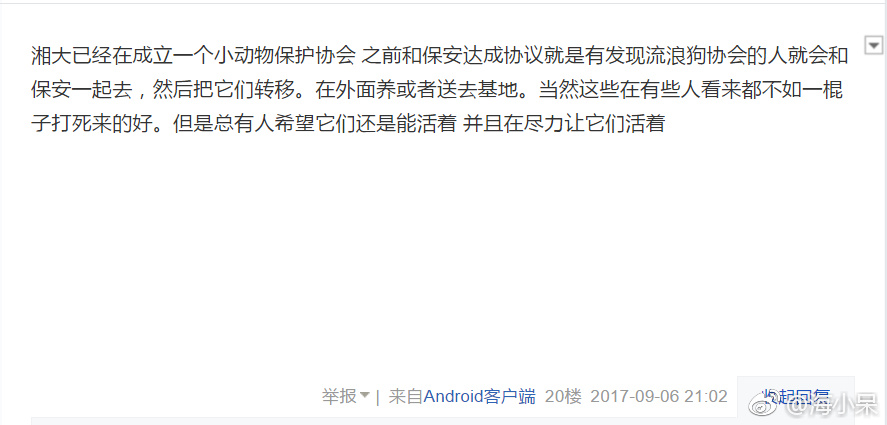 湘大已经在成立一个小动物保护协会 之前和保安达成协议就是有发现流浪狗协会的人就会和
保安一起去，然后把它们转移。在外面养或者送去基地。当然这些在有些人看来都不如一棍
子打死来的好。但是总有人希望它们还是能活着 并且在尽力让它们活着
举报 | 来自Android客户端 20楼 2017-09-06 21:02 收起回复
@海小呆